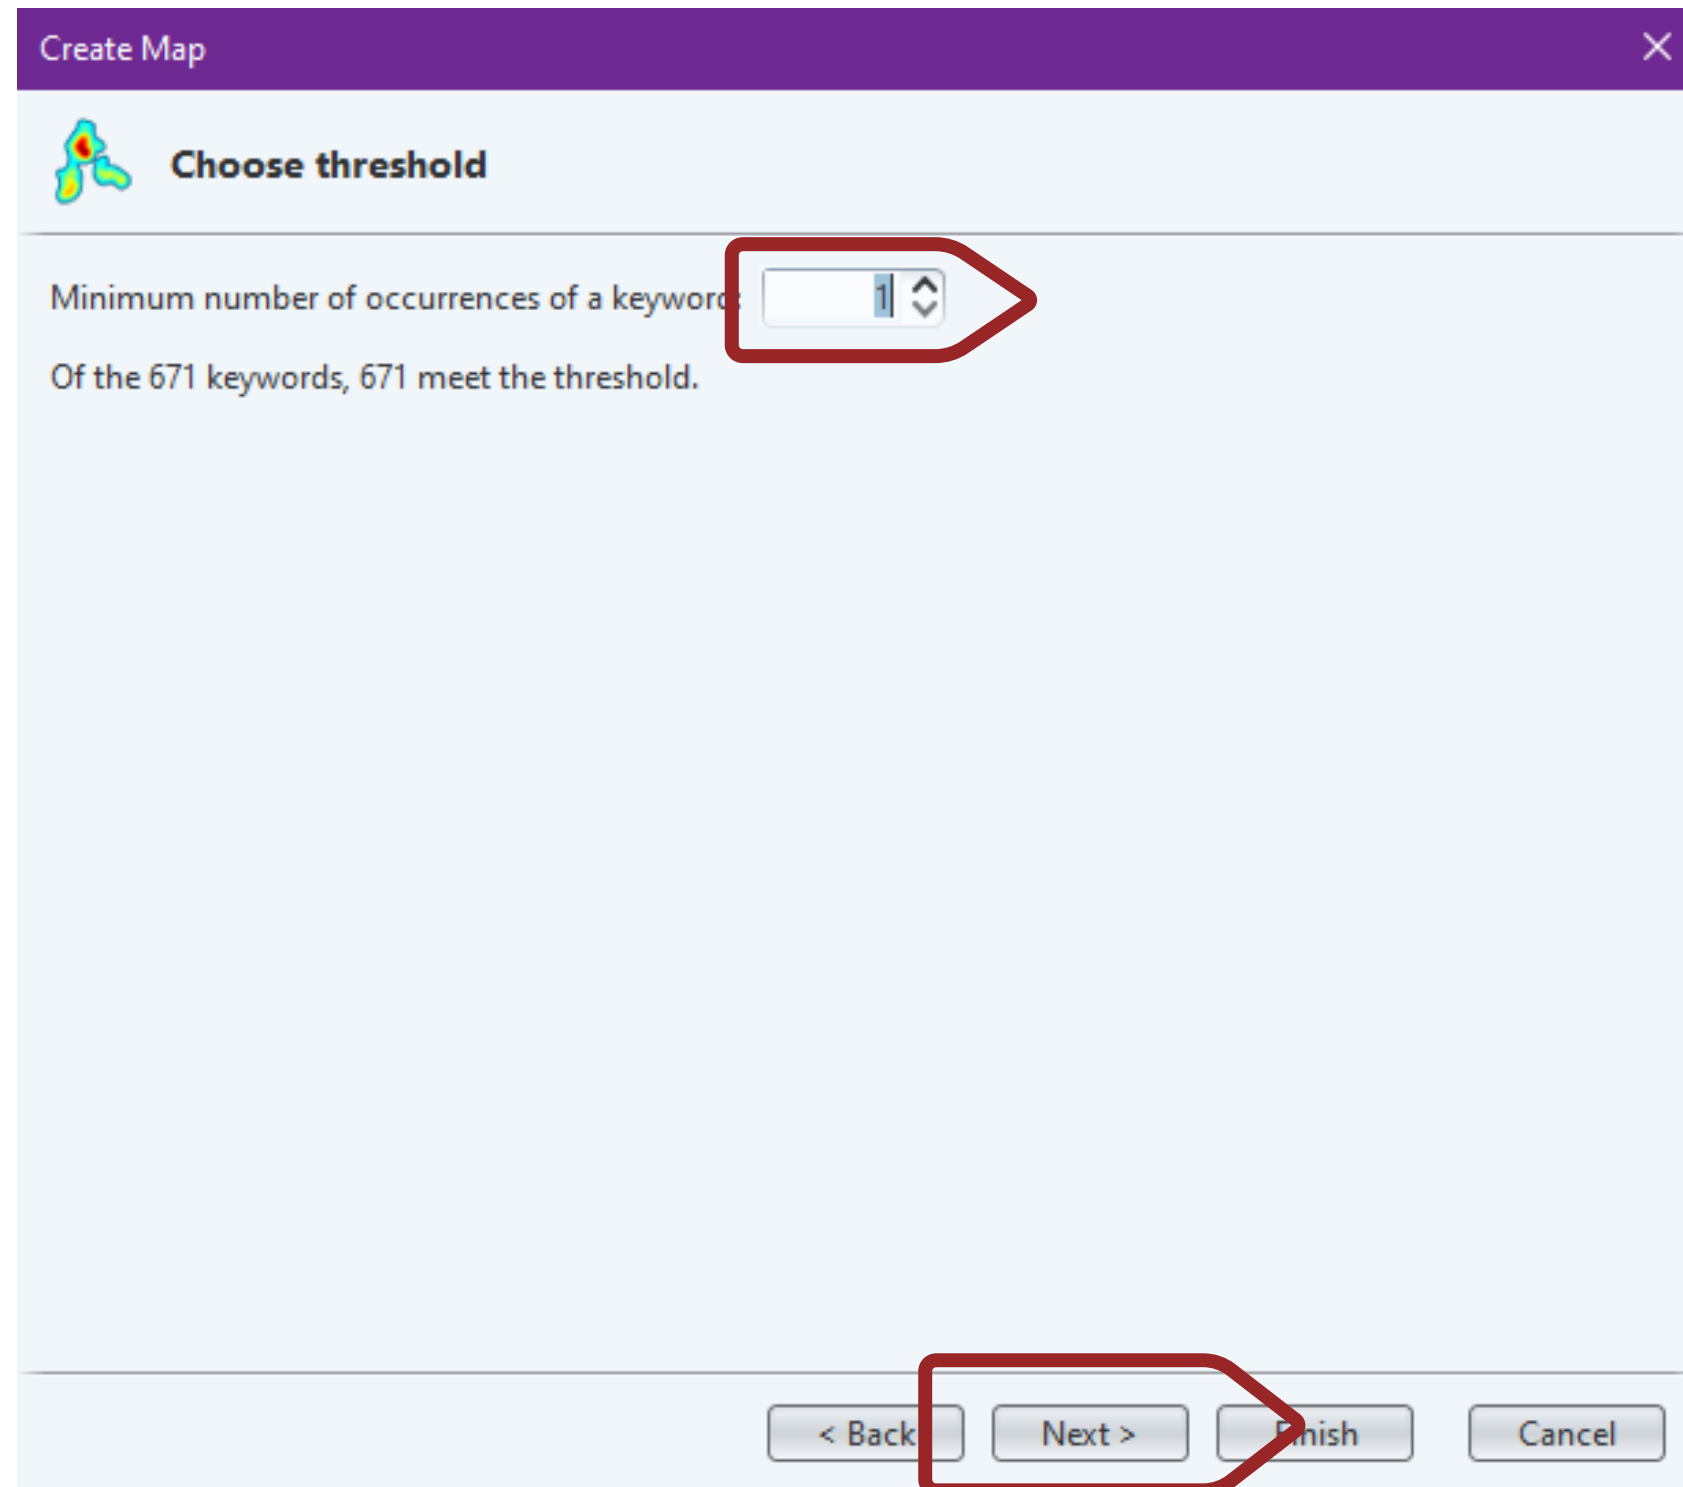 Create Map
Choose threshold
Minimum number of occurrences of a keyword: 1
Of the 671 keywords, 671 meet the threshold.
< Back Next > Finish Cancel